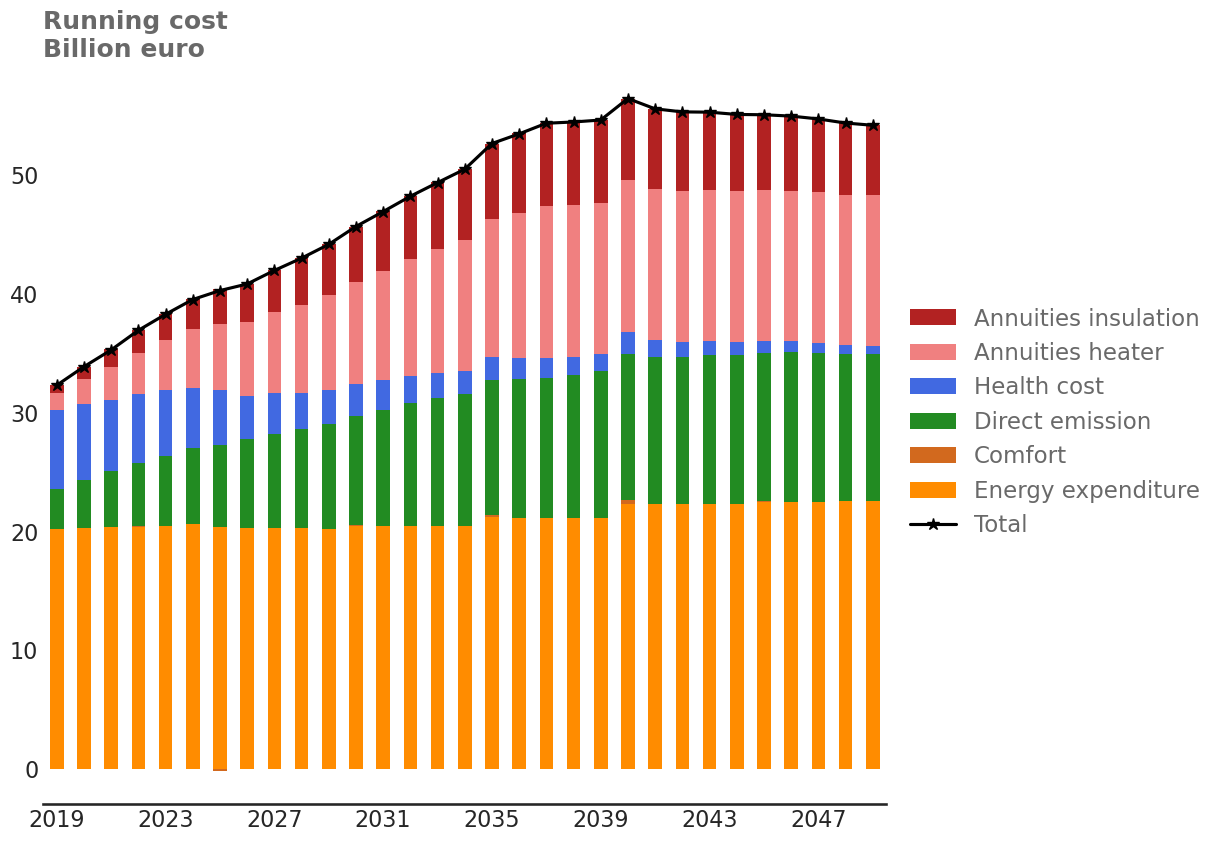 Running cost
Billion euro
50
40
30
20
10
0
2019 2023 2027 2031 2035 2039 2043 2047
Annuities insulation
Annuities heater
Health cost
Direct emission
Comfort
Energy expenditure
Total